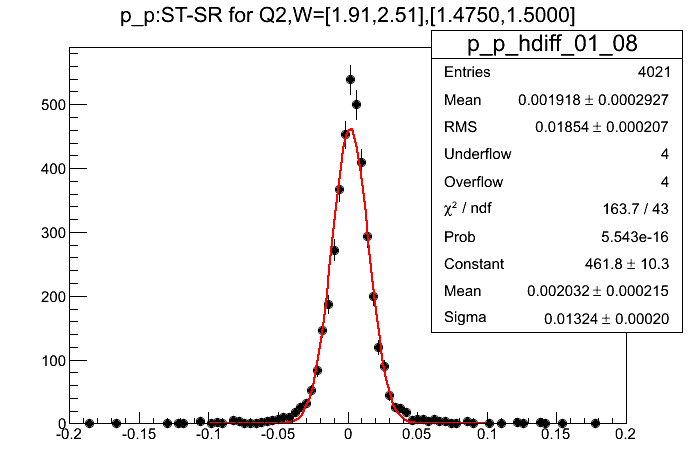 p_p:ST-SR for Q2,W=[1.91,2.51],[1.4750,1.5000]
p_p_hdiff_01_08
Entries 4021
Mean 0.001918 ± 0.0002927
RMS 0.01854 ± 0.000207
Underflow 4
Overflow 4
χ² / ndf 163.7 / 43
Prob 5.543e-16
Constant 461.8 ± 10.3
Mean 0.002032 ± 0.000215
Sigma 0.01324 ± 0.00020
500
400
300
200
100
0
-0.2 -0.15 -0.1 -0.05 0 0.05 0.1 0.15 0.2